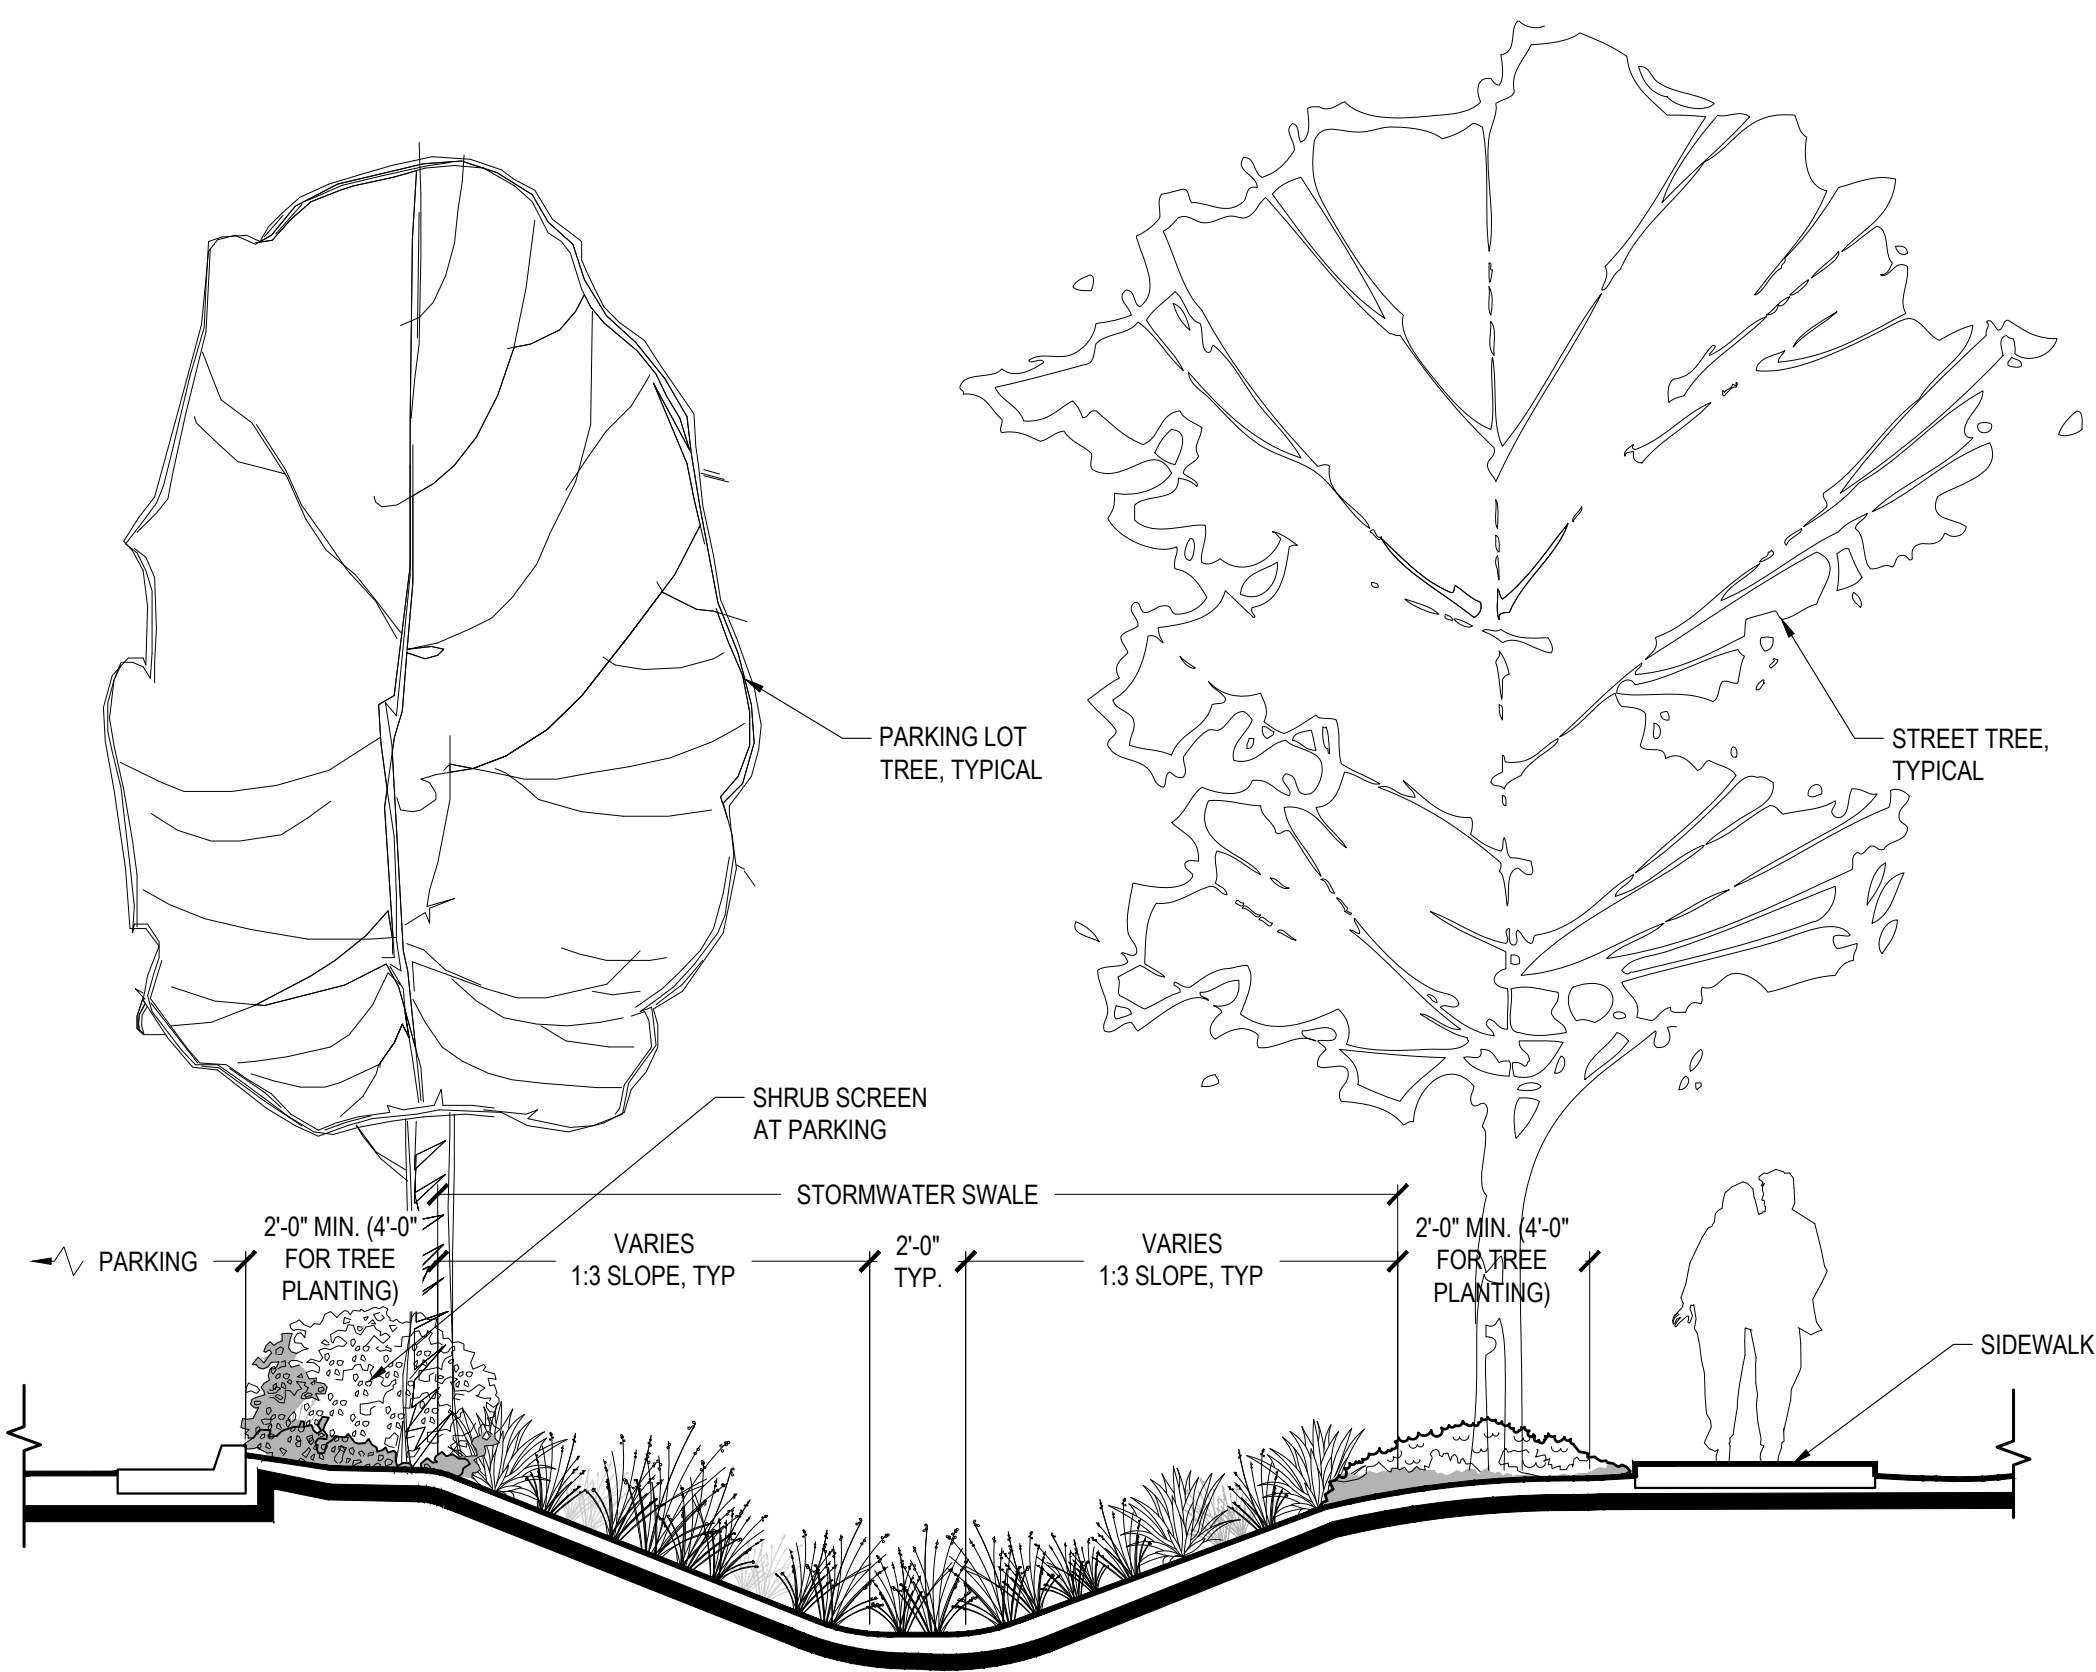 PARKING LOT
TREE, TYPICAL
STREET TREE,
TYPICAL
SHRUB SCREEN
AT PARKING
STORMWATER SWALE
PARKING
2'-0" MIN. (4'-0"
FOR TREE
PLANTING)
VARIES
1:3 SLOPE, TYP
2'-0"
TYP.
VARIES
1:3 SLOPE, TYP
2'-0" MIN. (4'-0"
FOR TREE
PLANTING)
SIDEWALK